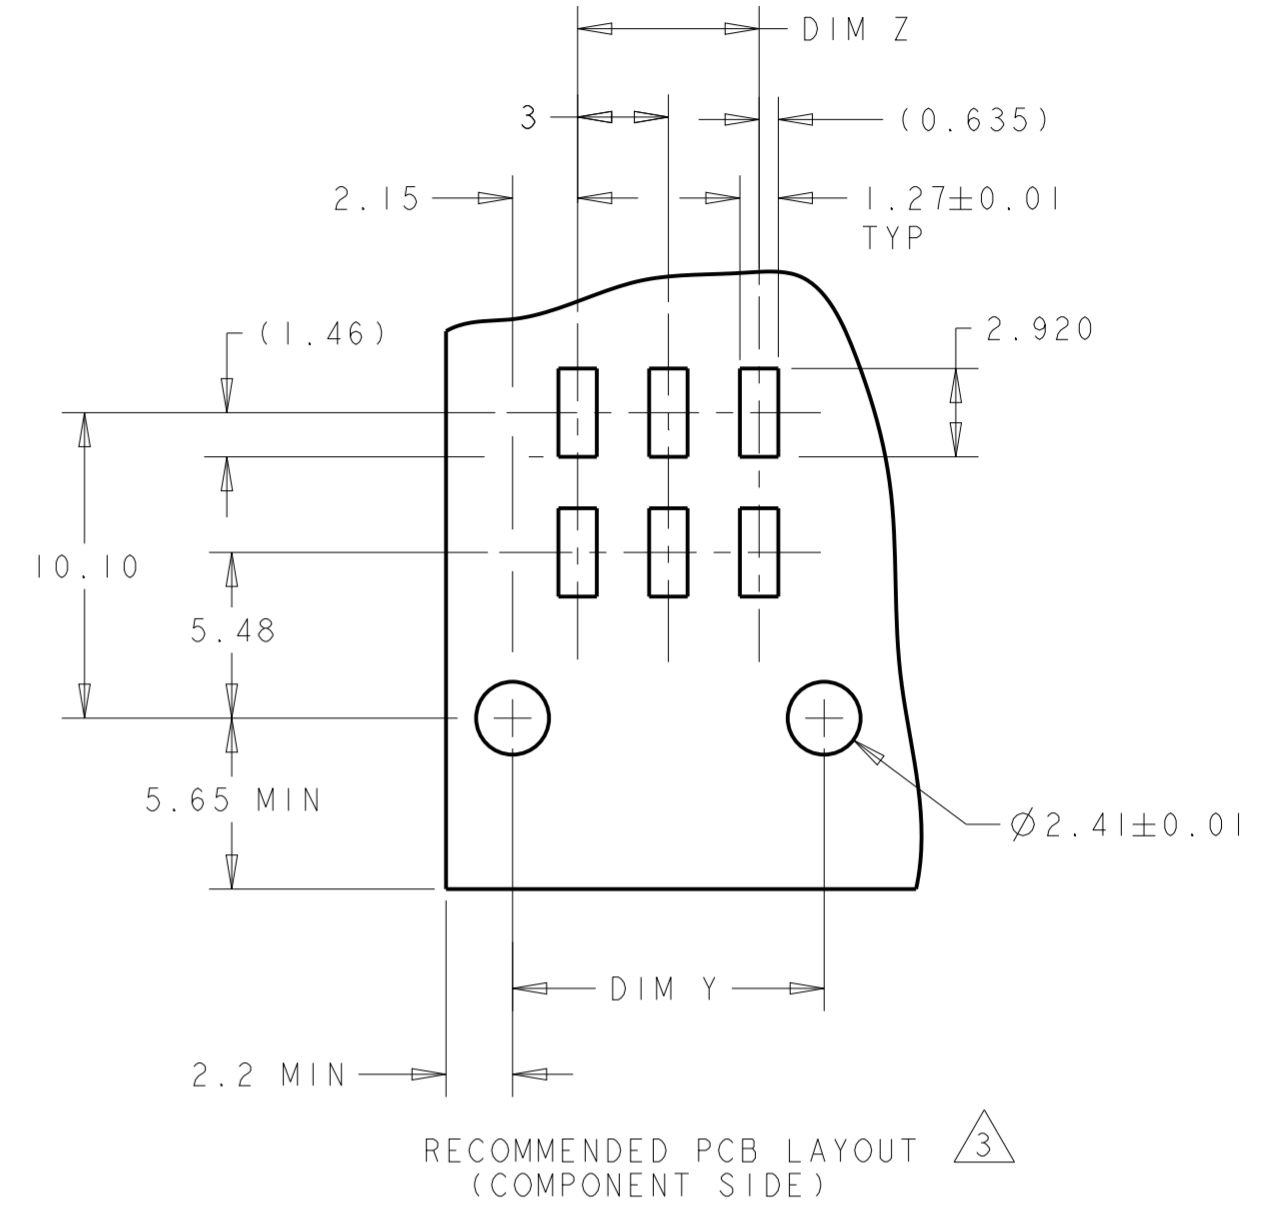 DIM Z
3
(0.635)
2.15
1.27±0.01
TYP
(1.46)
2.920
10.10
5.48
5.65 MIN
Ø2.41±0.01
DIM Y
2.2 MIN
RECOMMENDED PCB LAYOUT 3
(COMPONENT SIDE)